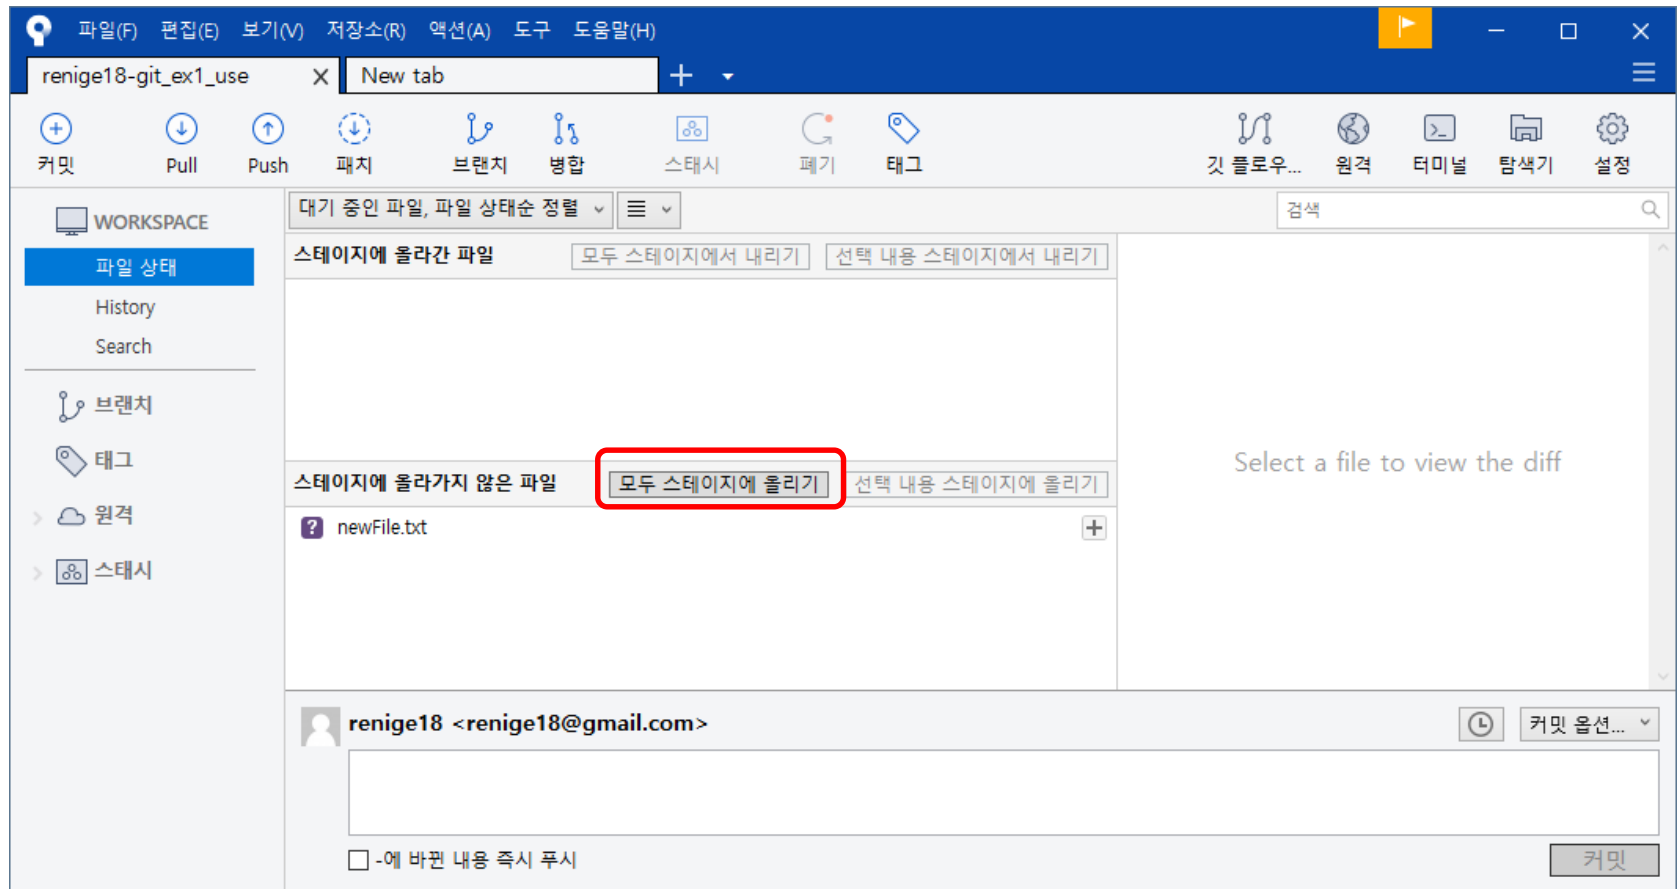 파일(F) 편집(E) 보기(V) 저장소(R) 액션(A) 도구 도움말(H)
renige18-git_ex1_use New tab
커밋 Pull Push 패치 브랜치 병합 스태시 폐기 태그 깃 플로우... 원격 터미널 탐색기 설정
WORKSPACE
파일 상태
History
Search
브랜치
태그
원격
스태시
대기 중인 파일, 파일 상태순 정렬
검색
스테이지에 올라간 파일 모두 스테이지에서 내리기 선택 내용 스테이지에서 내리기
스테이지에 올라가지 않은 파일 모두 스테이지에 올리기 선택 내용 스테이지에 올리기
newFile.txt
Select a file to view the diff
renige18 <renige18@gmail.com>
커밋 옵션...
-에 바뀐 내용 즉시 푸시
커밋